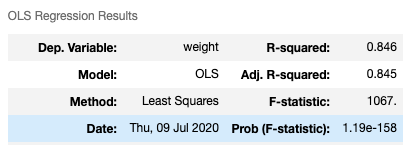 OLS Regression Results
Dep. Variable: weight R-squared: 0.846
Model: OLS Adj. R-squared: 0.845
Method: Least Squares F-statistic: 1067.
Date: Thu, 09 Jul 2020 Prob (F-statistic): 1.19e-158